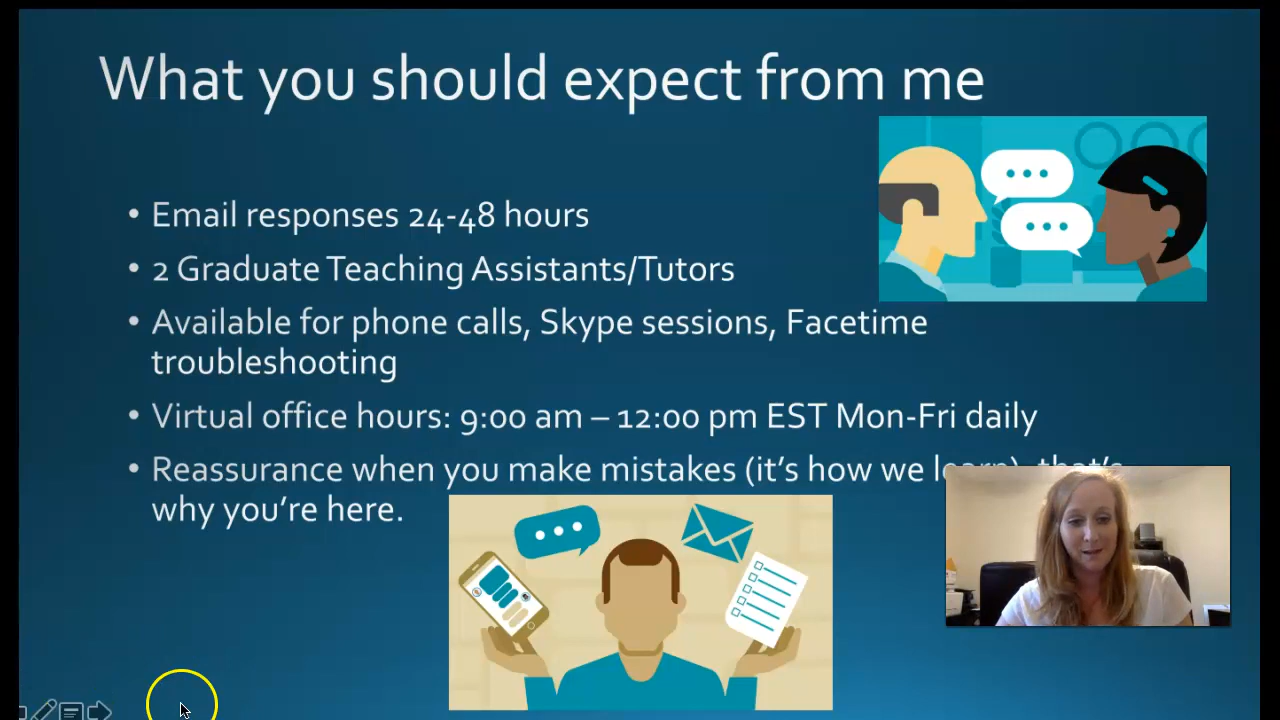 What you should expect from me
• Email responses 24-48 hours
• 2 Graduate Teaching Assistants/Tutors
• Available for phone calls, Skype sessions, Facetime
troubleshooting
• Virtual office hours: 9:00 am – 12:00 pm EST Mon-Fri daily
• Reassurance when you make mistakes (it's how we learn), that's
why you're here.